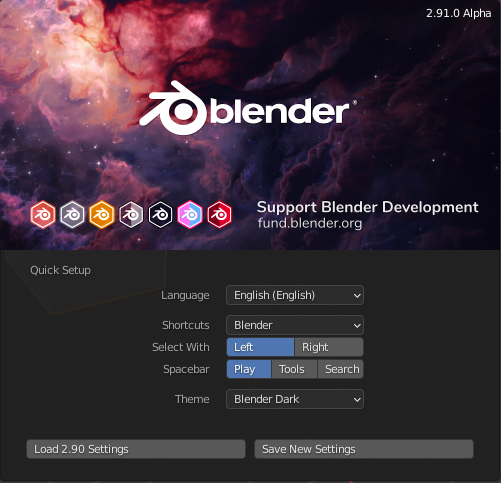 2.91.0 Alpha
blender®
Support Blender Development
fund.blender.org
Quick Setup
Language English (English)
Shortcuts Blender
Select With Left Right
Spacebar Play Tools Search
Theme Blender Dark
Load 2.90 Settings Save New Settings